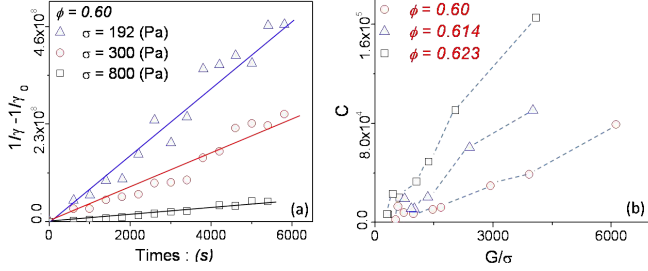 ϕ = 0.60
σ = 192 (Pa)
σ = 300 (Pa)
σ = 800 (Pa)
4.6x10⁸
2.3x10⁸
0.0
1/γ̇ -1/γ̇ 0
0 2000 4000 6000
Times : (s)
(a)
ϕ = 0.60
ϕ = 0.614
ϕ = 0.623
1.6x10⁵
8.0x10⁴
0.0
C
0 3000 6000
G/σ
(b)